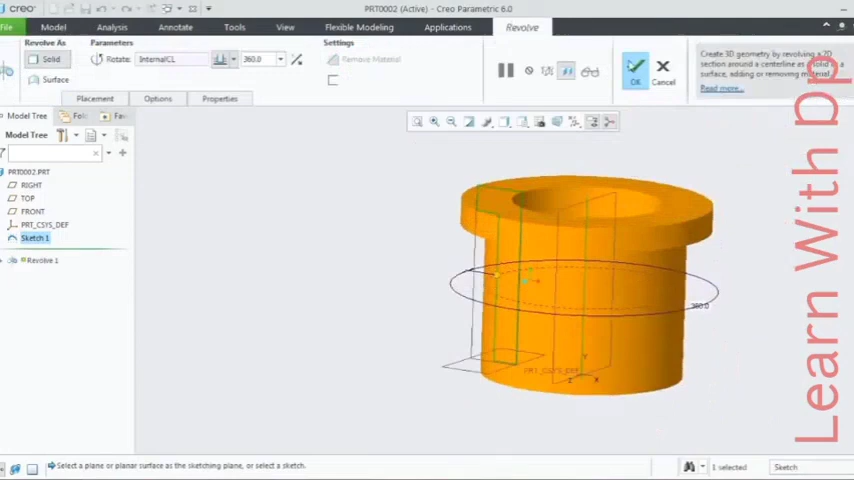 creo
PRT0002 (Active) - Creo Parametric 6.0
File Model Analysis Annotate Tools View Flexible Modeling Applications Revolve
Revolve As Parameters Settings
Solid Rotate: InternalCL 360.0 Remove Material
Surface
OK Cancel
Create 3D geometry by revolving a 2D
section around a centerline as a solid or a
surface, adding or removing material.
Read more...
Placement Options Properties
Model Tree Fol Fav
Model Tree
PRT0002.PRT
RIGHT
TOP
FRONT
PRT_CSYS_DEF
Sketch 1
Revolve 1
360.0
PRT_CSYS_DEF
Y
Z X
Select a plane or planar surface as the sketching plane, or select a sketch.
1 selected Sketch
Learn With Dp